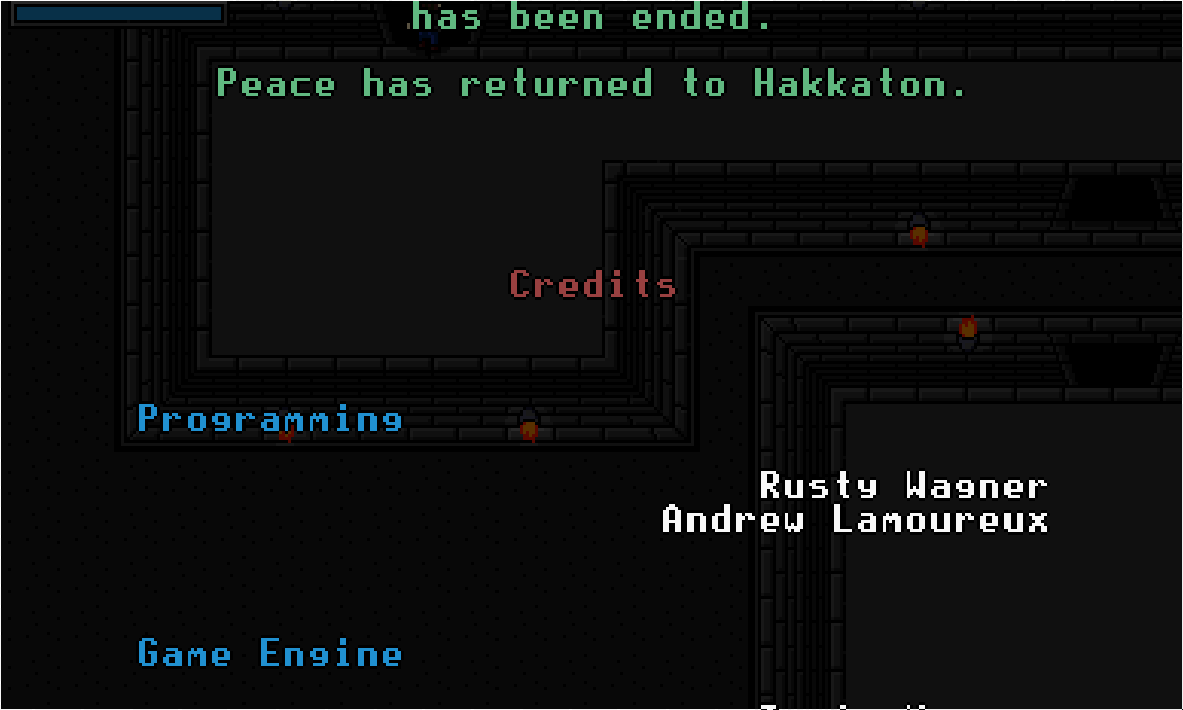 has been ended.
Peace has returned to Hakkaton.
Credits
Programming
Rusty Wagner
Andrew Lamoureux
Game Engine